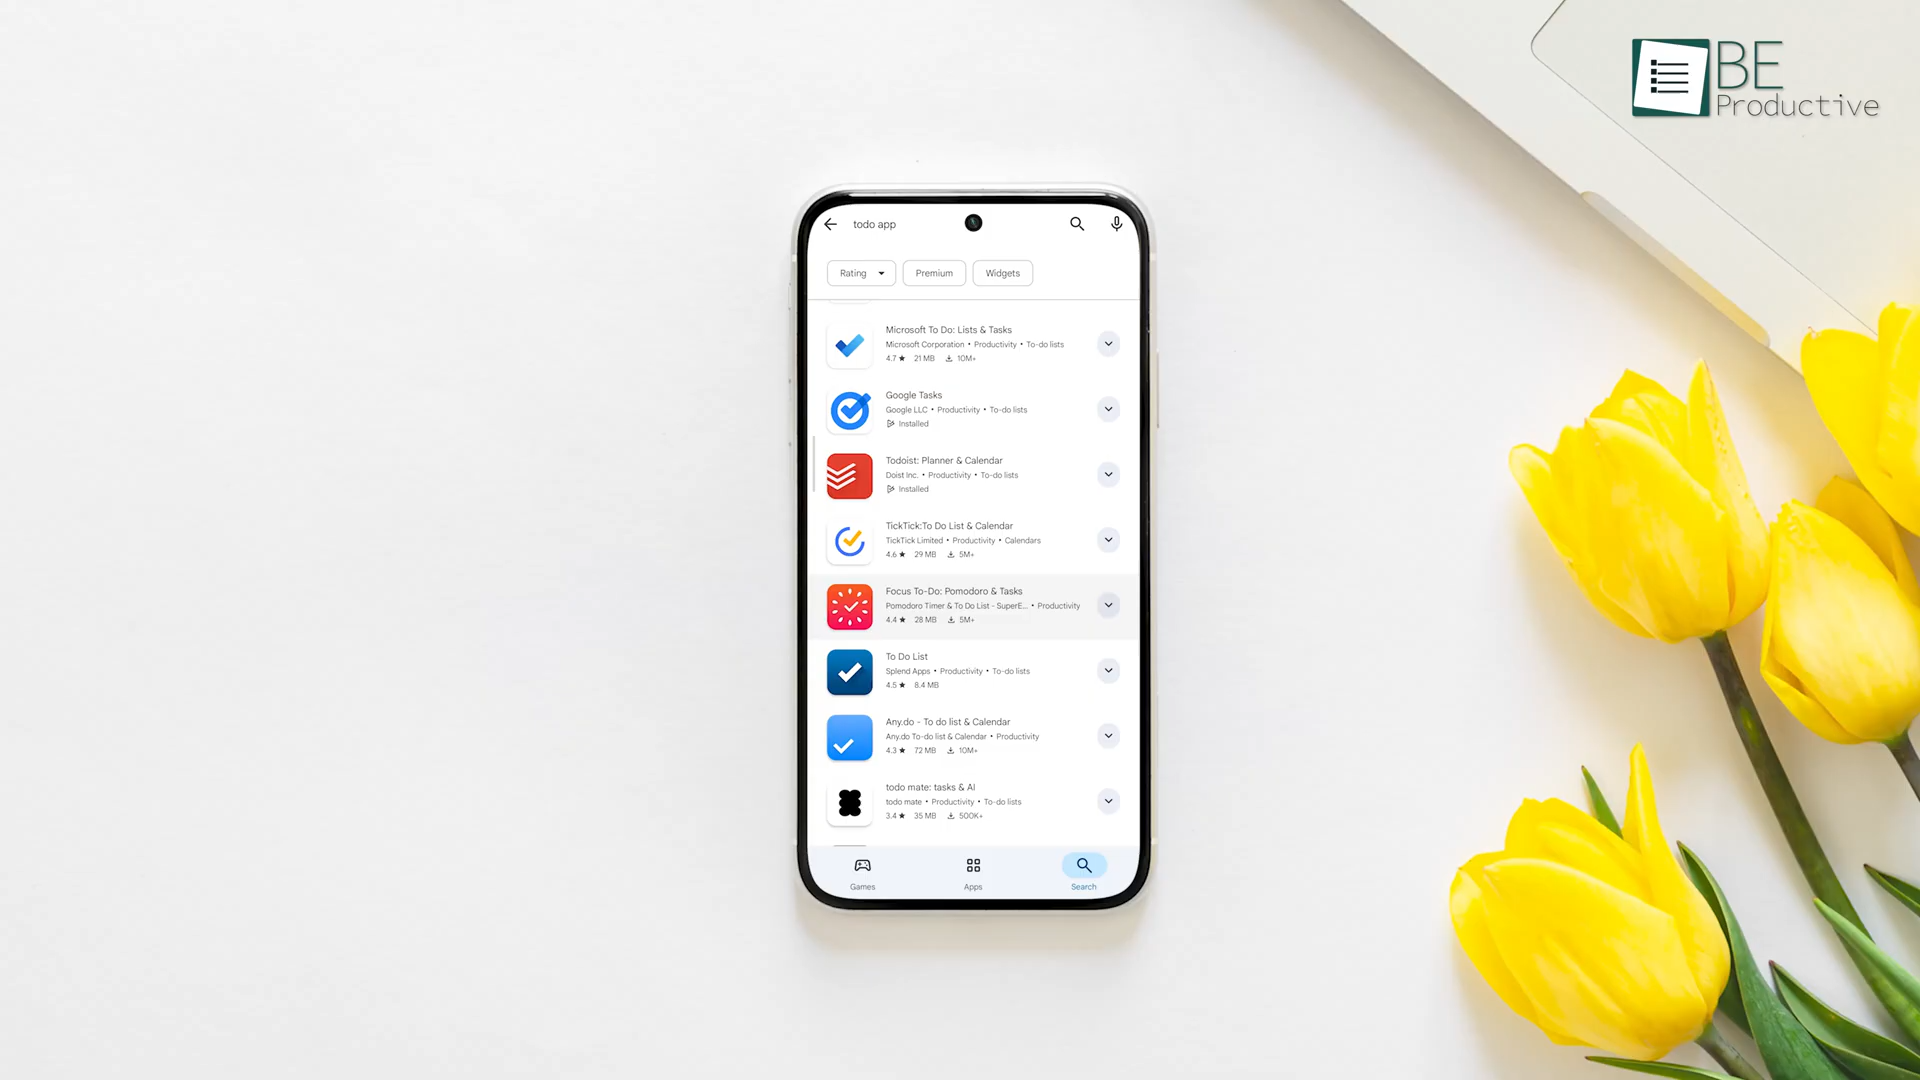 BE
Productive
todo app
Rating
Premium
Widgets
Microsoft To Do: Lists & Tasks
Microsoft Corporation • Productivity • To-do lists
4.7 ★ 21 MB 10M+
Google Tasks
Google LLC • Productivity • To-do lists
Installed
Todoist: Planner & Calendar
Doist Inc. • Productivity • To-do lists
Installed
TickTick:To Do List & Calendar
TickTick Limited • Productivity • Calendars
4.6 ★ 29 MB 5M+
Focus To-Do: Pomodoro & Tasks
Pomodoro Timer & To Do List - SuperE... • Productivity
4.4 ★ 28 MB 5M+
To Do List
Splend Apps • Productivity • To-do lists
4.5 ★ 8.4 MB
Any.do - To do list & Calendar
Any.do To-do list & Calendar • Productivity
4.3 ★ 72 MB 10M+
todo mate: tasks & AI
todo mate • Productivity • To-do lists
3.4 ★ 35 MB 500K+
Games
Apps
Search